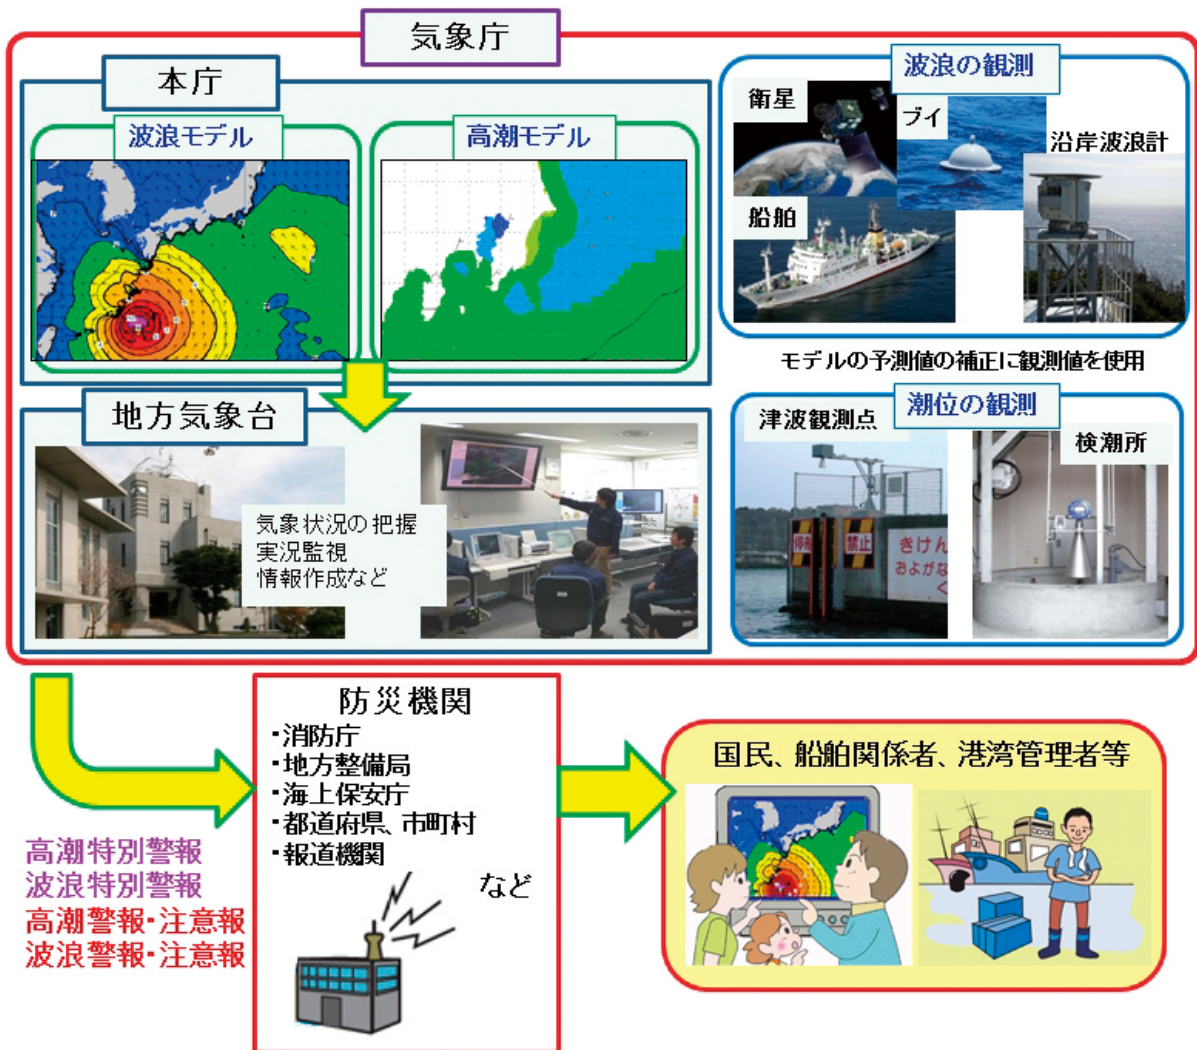 気象庁
本庁
波浪モデル
高潮モデル
波浪の観測
衛星
ブイ
沿岸波浪計
船舶
モデルの予測値の補正に観測値を使用
地方気象台
気象状況の把握
実況監視
情報作成など
潮位の観測
津波観測点
検潮所
禁止
きけん
およがな
く
高潮特別警報
波浪特別警報
高潮警報・注意報
波浪警報・注意報
防災機関
・消防庁
・地方整備局
・海上保安庁
・都道府県、市町村
・報道機関
など
国民、船舶関係者、港湾管理者等